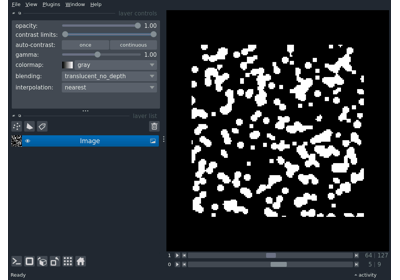 File View Plugins Window Help
layer controls
opacity: 1.00
contrast limits:
auto-contrast: once continuous
gamma: 1.00
colormap: gray
blending: translucent_no_depth
interpolation: nearest
layer list
Image
1 64 | 127
0 5 | 9
Ready activity